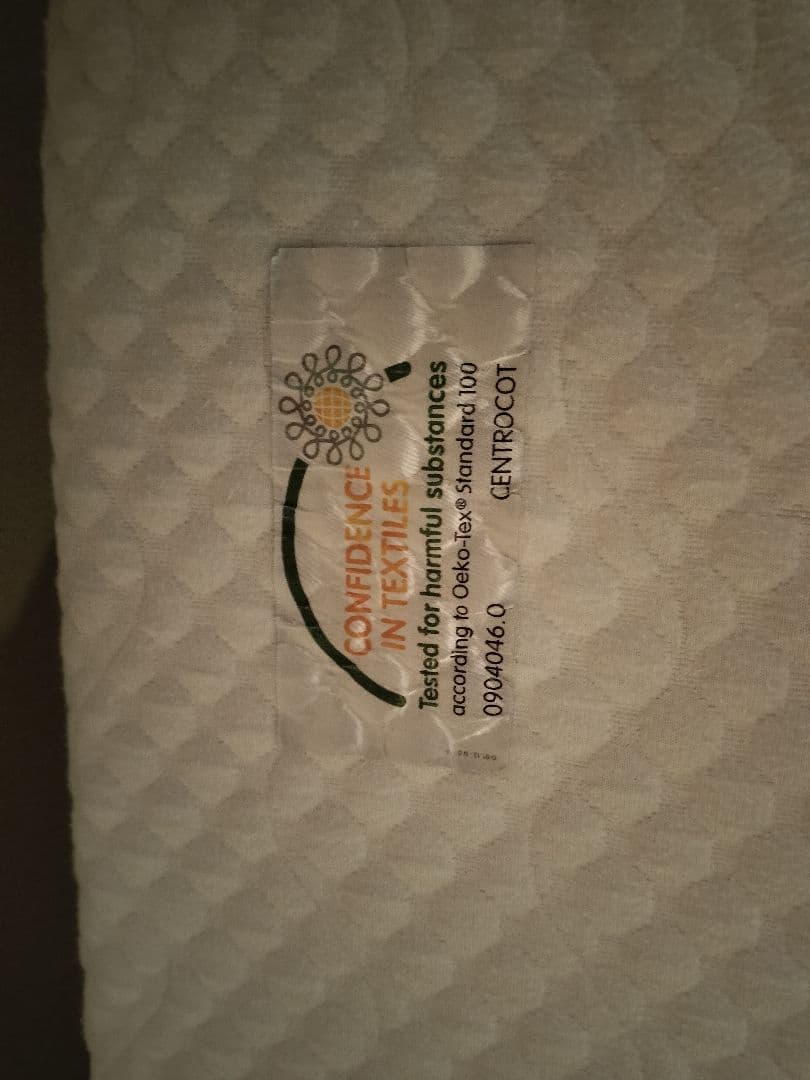 CONFIDENCE
IN TEXTILES
Tested for harmful substances
according to Oeko-Tex® Standard 100
0904046.0 CENTROCOT